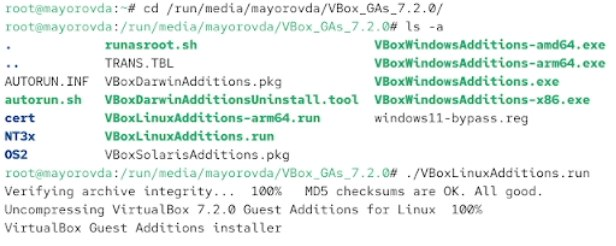 root@mayorovda:~# cd /run/media/mayorovda/VBox_GAs_7.2.0/
root@mayorovda:/run/media/mayorovda/VBox_GAs_7.2.0# ls -a
. runasroot.sh VBoxWindowsAdditions-amd64.exe
.. TRANS.TBL VBoxWindowsAdditions-arm64.exe
AUTORUN.INF VBoxDarwinAdditions.pkg VBoxWindowsAdditions.exe
autorun.sh VBoxDarwinAdditionsUninstall.tool VBoxWindowsAdditions-x86.exe
cert VBoxLinuxAdditions-arm64.run windows11-bypass.reg
NT3x VBoxLinuxAdditions.run
OS2 VBoxSolarisAdditions.pkg
root@mayorovda:/run/media/mayorovda/VBox_GAs_7.2.0# ./VBoxLinuxAdditions.run
Verifying archive integrity... 100% MD5 checksums are OK. All good.
Uncompressing VirtualBox 7.2.0 Guest Additions for Linux 100%
VirtualBox Guest Additions installer